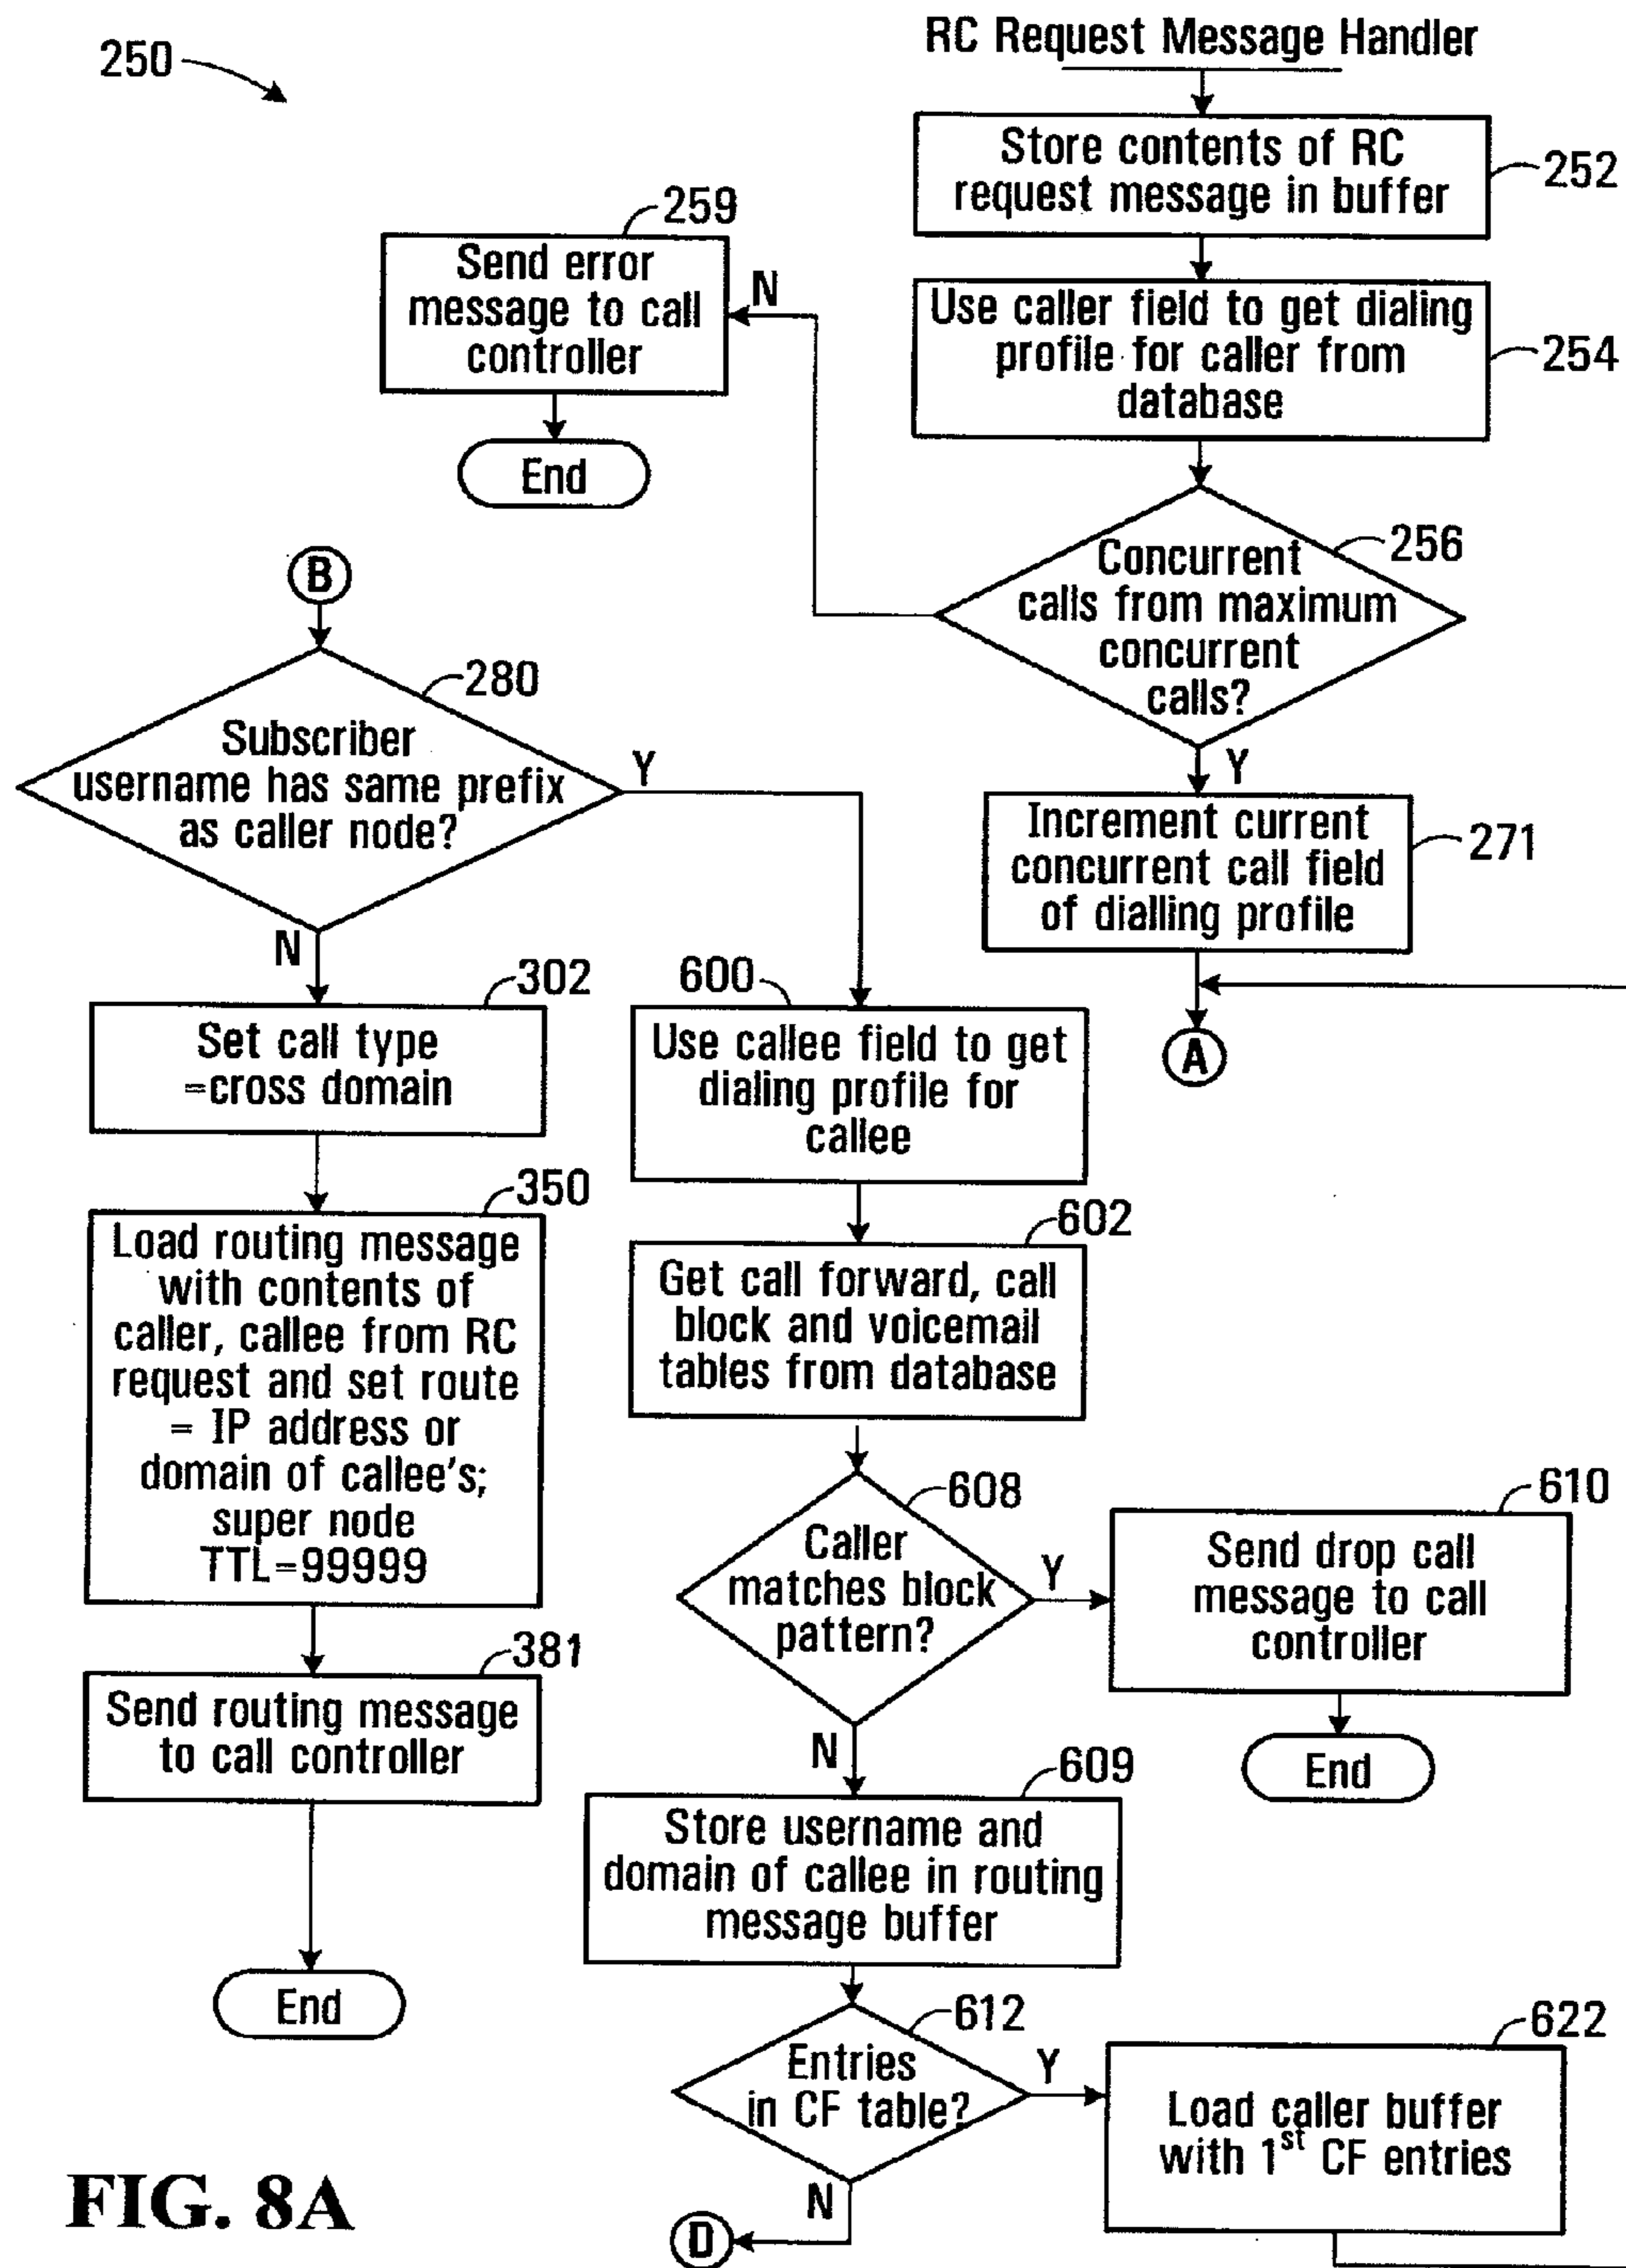 250
RC Request Message Handler
Store contents of RC
request message in buffer
252
Use caller field to get dialing
profile for caller from
database
254
Concurrent
calls from maximum
concurrent
calls?
256
N
259
Send error
message to call
controller
End
Y
Increment current
concurrent call field
of dialling profile
271
A
B
Subscriber
username has same prefix
as caller node?
280
Y
N
302
Set call type
=cross domain
350
Load routing message
with contents of
caller, callee from RC
request and set route
= IP address or
domain of callee's;
super node
TTL=99999
381
Send routing message
to call controller
End
600
Use callee field to get
dialing profile for
callee
602
Get call forward, call
block and voicemail
tables from database
608
Caller
matches block
pattern?
Y
610
Send drop call
message to call
controller
End
N
609
Store username and
domain of callee in routing
message buffer
612
Entries
in CF table?
Y
622
Load caller buffer
with 1st CF entries
N
D
FIG. 8A